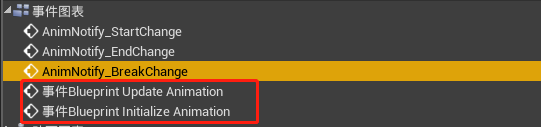 事件图表
AnimNotify_StartChange
AnimNotify_EndChange
AnimNotify_BreakChange
事件Blueprint Update Animation
事件Blueprint Initialize Animation